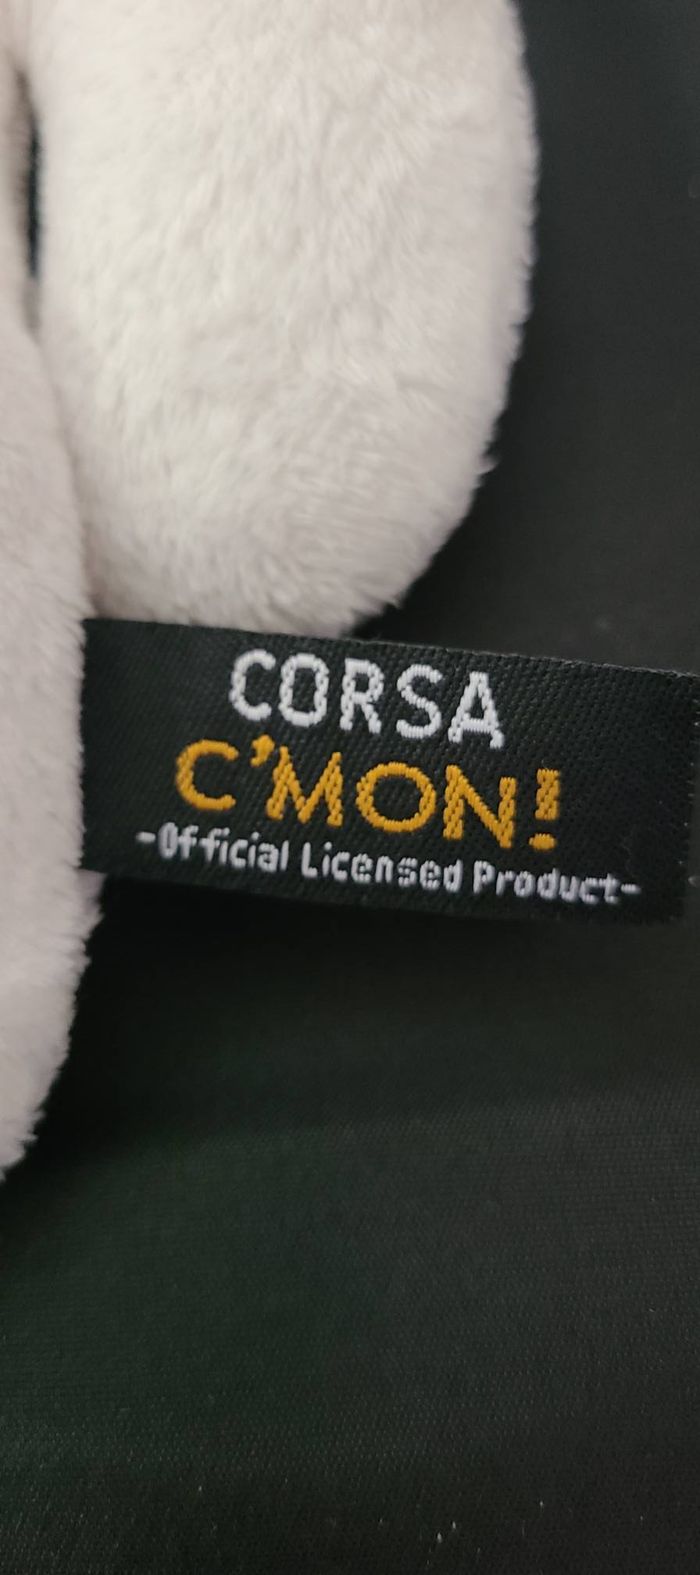 CORSA
C'MON!
-Official Licensed Product-